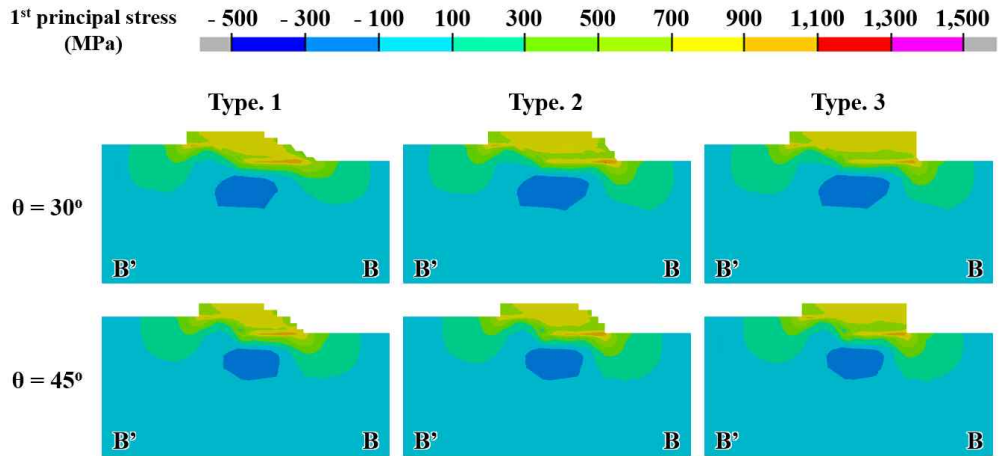 1st principal stress - 500 - 300 - 100 100 300 500 700 900 1,100 1,300 1,500
(MPa)
Type. 1 Type. 2 Type. 3
θ = 30o
B’ B B’ B B’ B
θ = 45o
B’ B B’ B B’ B